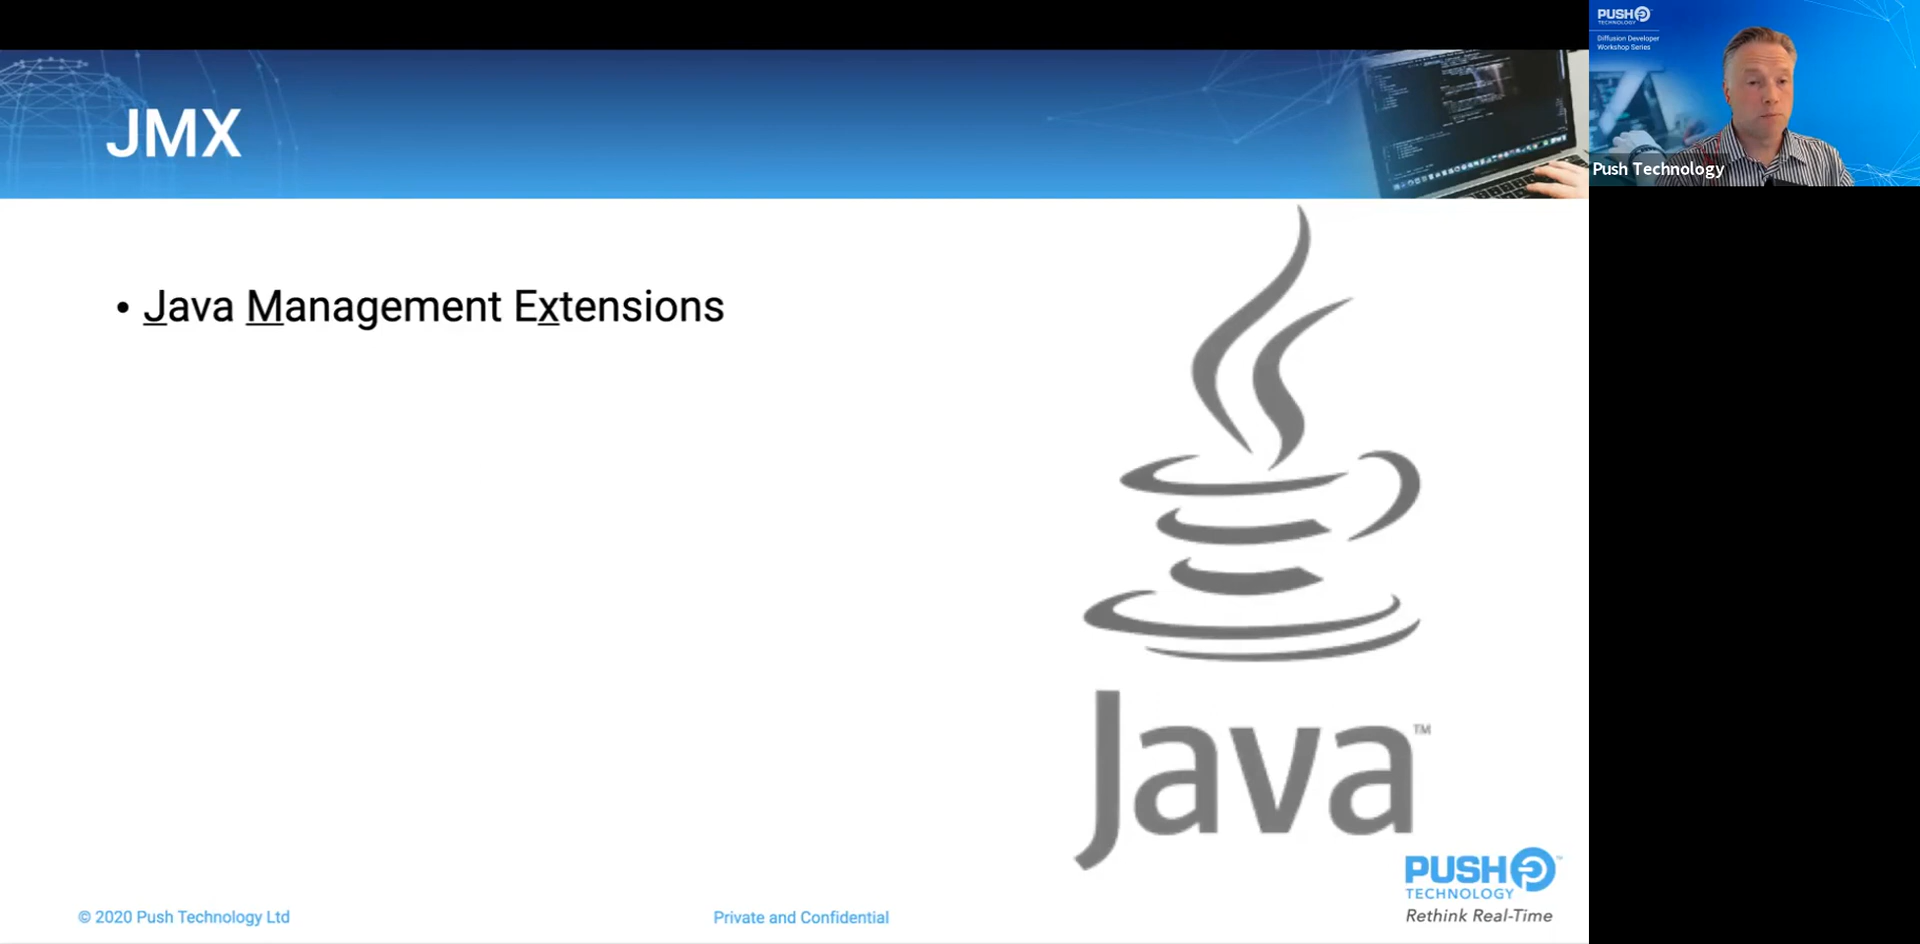 JMX
• Java Management Extensions
Java™
PUSH
TECHNOLOGY
Rethink Real-Time
© 2020 Push Technology Ltd
Private and Confidential
PUSH
TECHNOLOGY
Diffusion Developer
Workshop Series
Push Technology